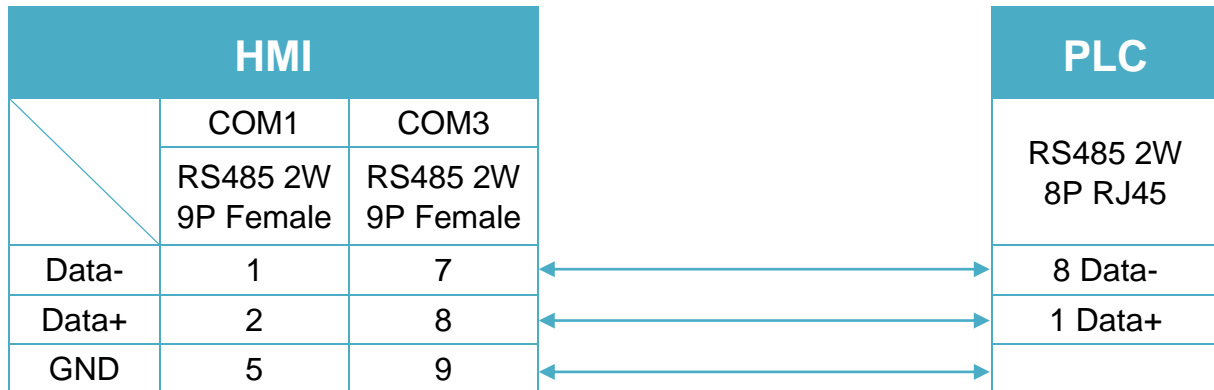 HMI
PLC
COM1 COM3
RS485 2W
9P Female
RS485 2W
9P Female
RS485 2W
8P RJ45
Data- 1 7 8 Data-
Data+ 2 8 1 Data+
GND 5 9